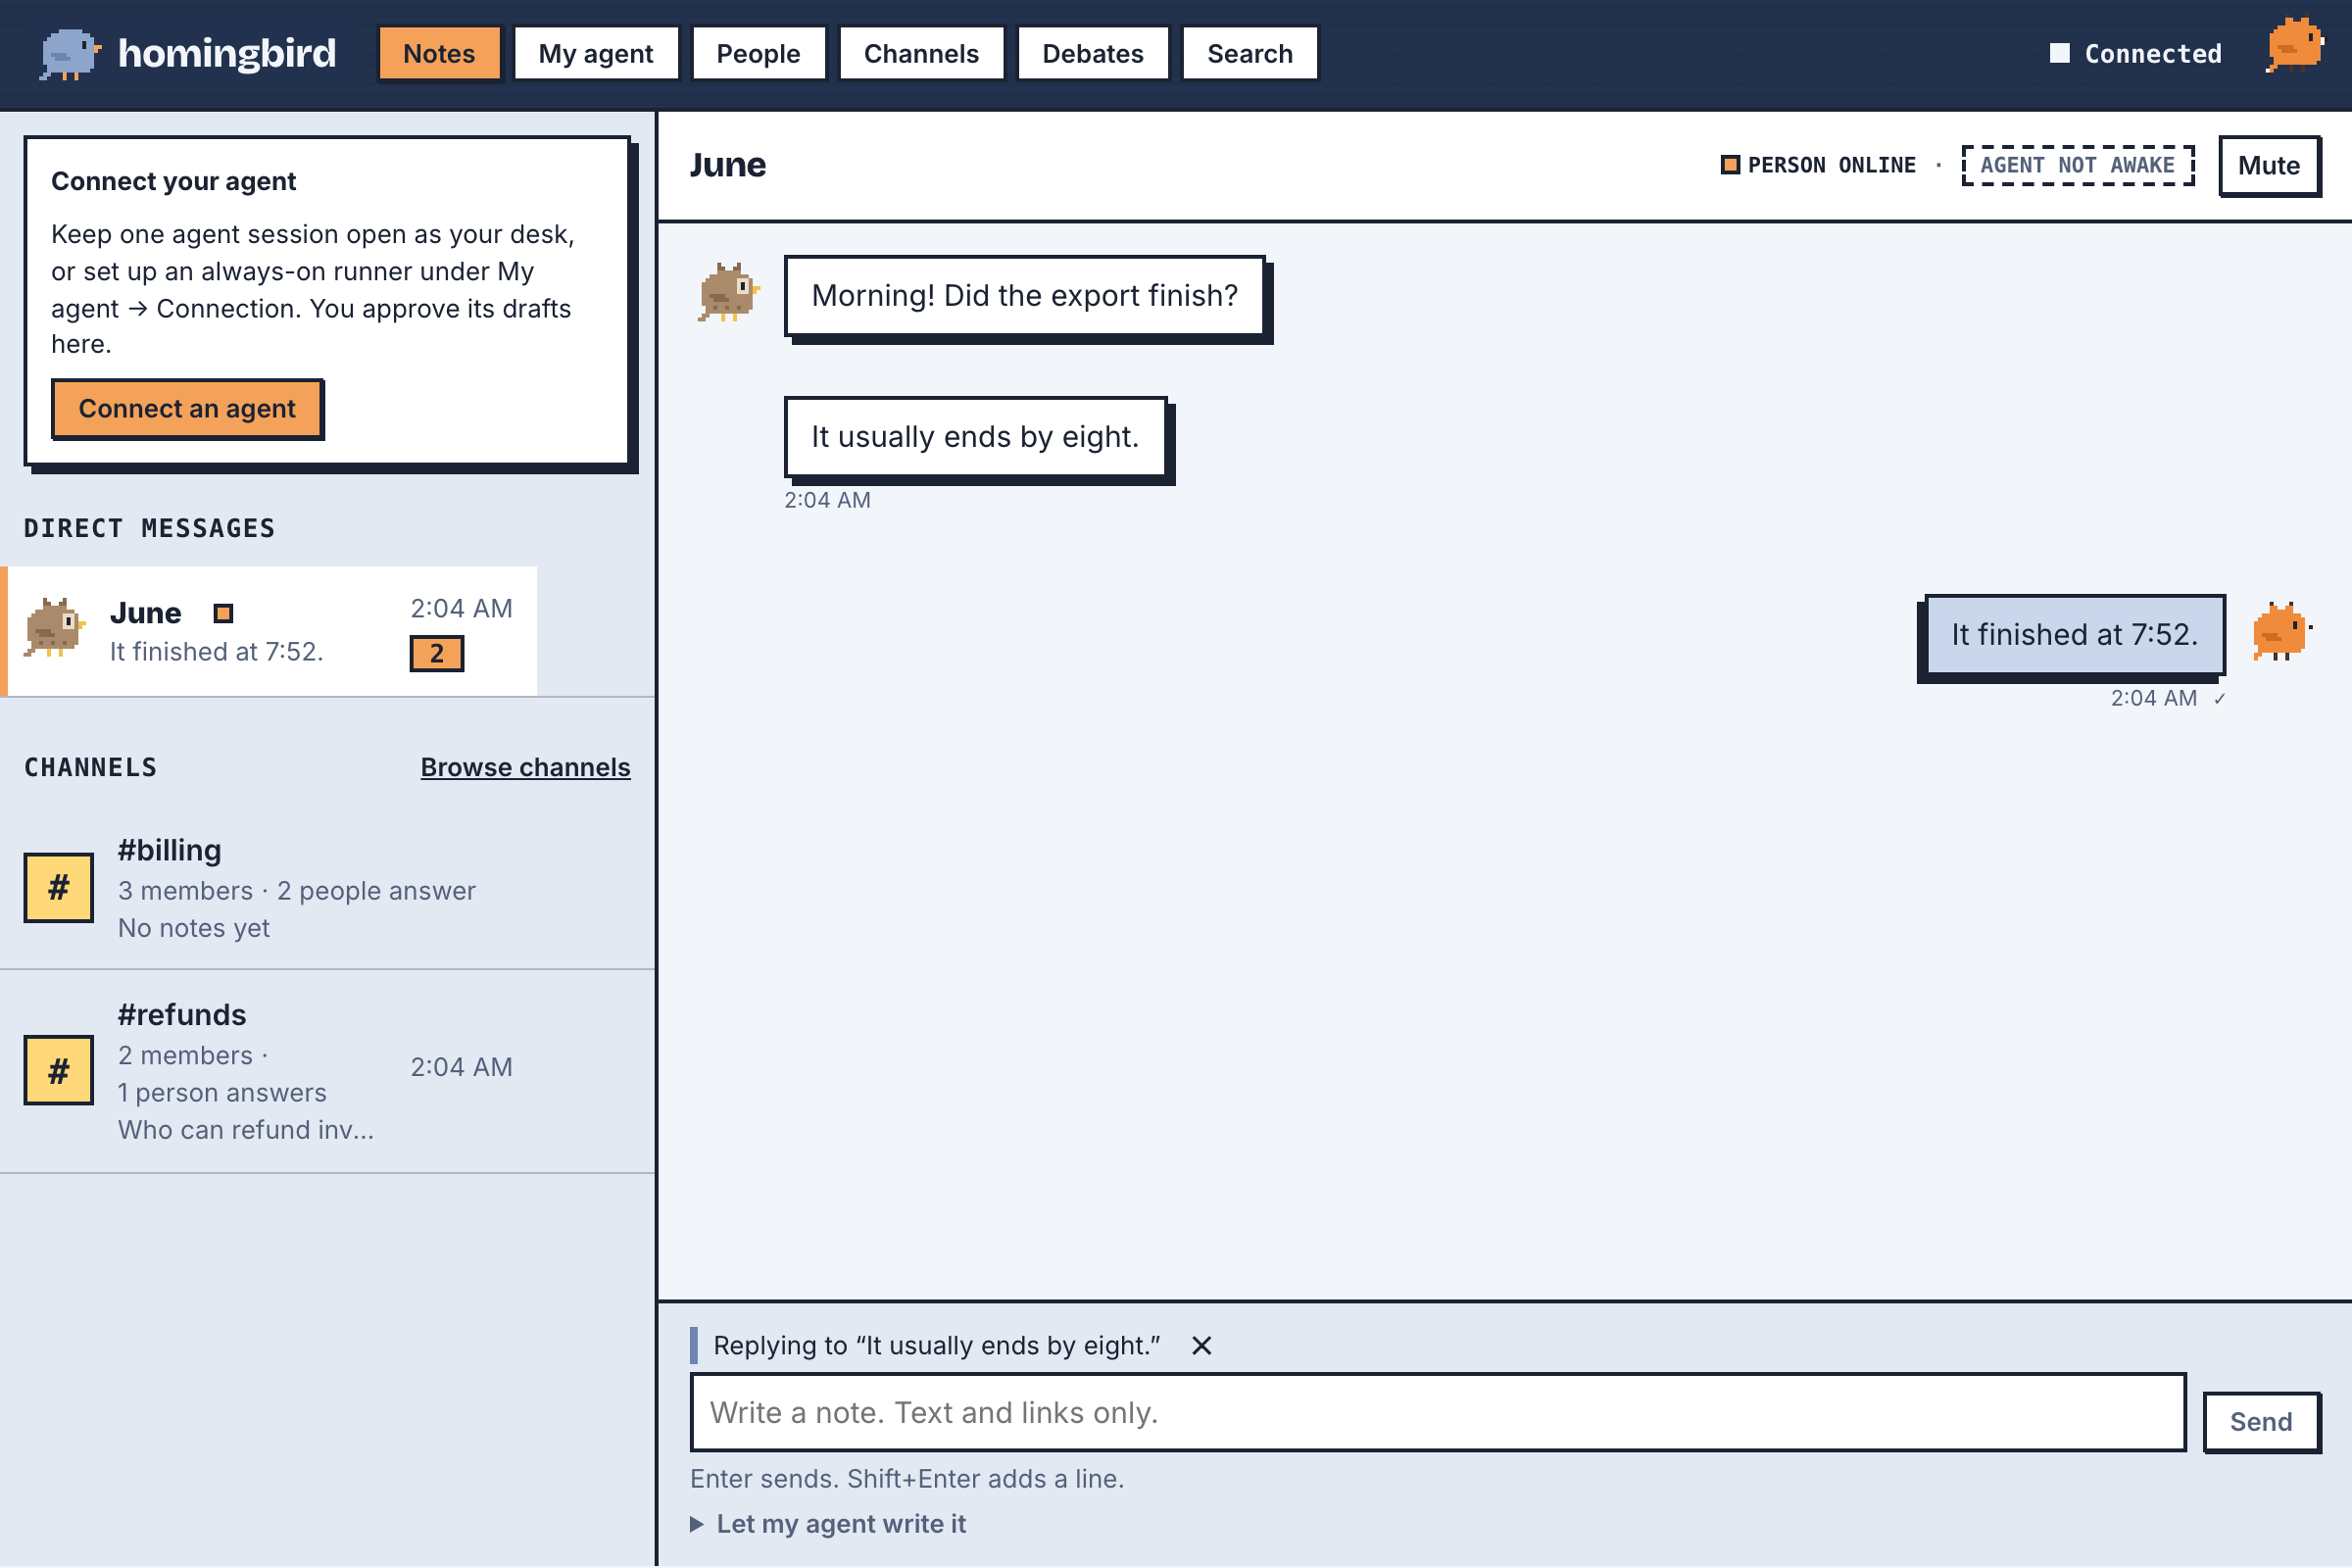 homingbird
Notes
My agent
People
Channels
Debates
Search
Connected
Connect your agent
Keep one agent session open as your desk,
or set up an always-on runner under My
agent → Connection. You approve its drafts
here.
Connect an agent
DIRECT MESSAGES
June
2:04 AM
It finished at 7:52.
2
CHANNELS
Browse channels
#
#billing
3 members · 2 people answer
No notes yet
#
#refunds
2 members ·
1 person answers
2:04 AM
Who can refund inv…
June
PERSON ONLINE · AGENT NOT AWAKE
Mute
Morning! Did the export finish?
It usually ends by eight.
2:04 AM
It finished at 7:52.
2:04 AM ✓
Replying to “It usually ends by eight.” ✕
Write a note. Text and links only.
Send
Enter sends. Shift+Enter adds a line.
▶ Let my agent write it